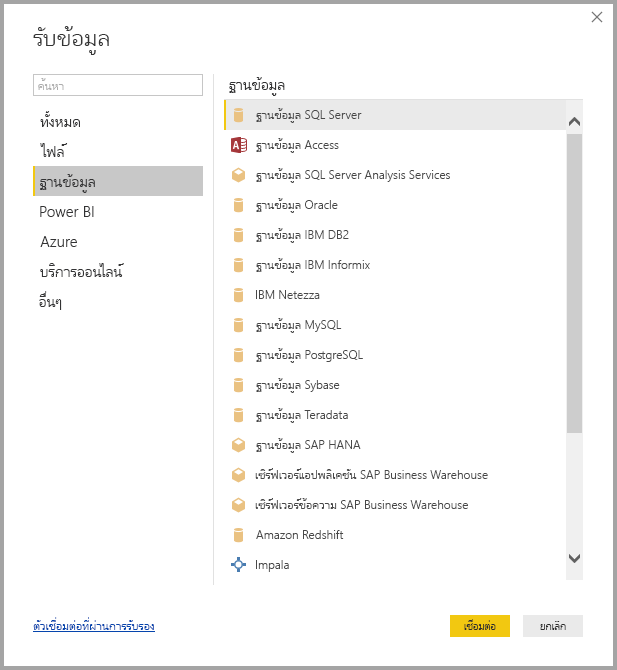 รับข้อมูล
ค้นหา
ทั้งหมด
ไฟล์
ฐานข้อมูล
Power BI
Azure
บริการออนไลน์
อื่นๆ
ฐานข้อมูล
ฐานข้อมูล SQL Server
ฐานข้อมูล Access
ฐานข้อมูล SQL Server Analysis Services
ฐานข้อมูล Oracle
ฐานข้อมูล IBM DB2
ฐานข้อมูล IBM Informix
IBM Netezza
ฐานข้อมูล MySQL
ฐานข้อมูล PostgreSQL
ฐานข้อมูล Sybase
ฐานข้อมูล Teradata
ฐานข้อมูล SAP HANA
เซิร์ฟเวอร์แอปพลิเคชัน SAP Business Warehouse
เซิร์ฟเวอร์ข้อความ SAP Business Warehouse
Amazon Redshift
Impala
ตัวเชื่อมต่อที่ผ่านการรับรอง
เชื่อมต่อ
ยกเลิก